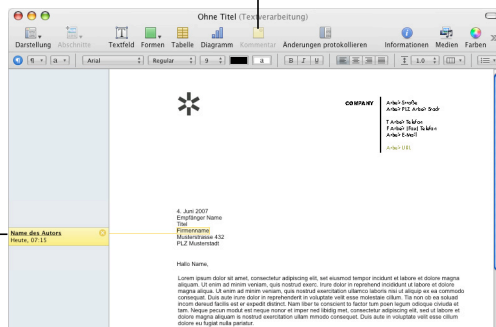 Ohne Titel (Textverarbeitung)
Darstellung Abschnitte Textfeld Formen Tabelle Diagramm Kommentar Änderungen protokollieren Informationen Medien Farben
¶ a Arial Regular 9 a B I U 1.0
COMPANY
Arbeit Straße
Arbeit PLZ Arbeit Stadt
T Arbeit Telefon
F Arbeit (Fax) Telefon
Arbeit E-Mail
Arbeit URL
4. Juni 2007
Empfänger Name
Titel
Firmenname
Musterstrasse 432
PLZ Musterstadt
Name des Autors
Heute, 07:15
Hallo Name,
Lorem ipsum dolor sit amet, consectetur adipiscing elit, set eiusmod tempor incidunt et labore et dolore magna
aliquam. Ut enim ad minim veniam, quis nostrud exerc. Irure dolor in reprehend incididunt ut labore et dolore
magna aliqua. Ut enim ad minim veniam, quis nostrud exercitation ullamco laboris nisi ut aliquip ex ea commodo
consequat. Duis aute irure dolor in reprehenderit in voluptate velit esse molestaie cillum. Tia non ob ea soluad
incom dereud facilis est er expedit distinct. Nam liber te conscient to factor tum poen legum odioque civiuda et
tam. Neque pecun modut est neque nonor et imper ned libidig met, consectetur adipiscing elit, sed ut labore et
dolore magna aliquam is nostrud exercitation ullam mmodo consequet. Duis aute in voluptate velit esse cillum
dolore eu fugiat nulla pariatur.